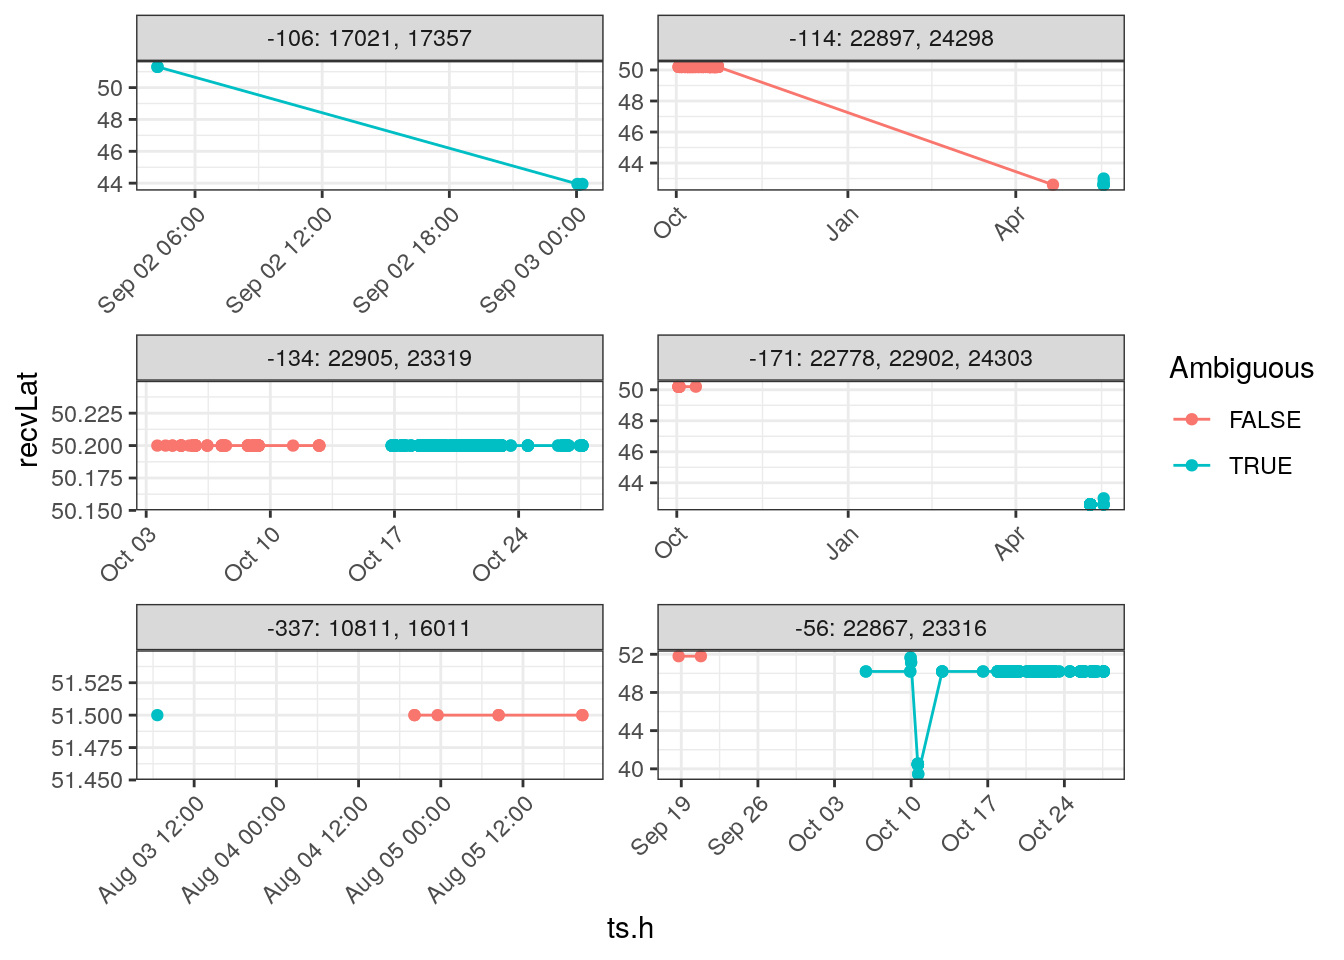 -106: 17021, 17357
50
48
46
44
Sep 02 06:00
Sep 02 12:00
Sep 02 18:00
Sep 03 00:00
-114: 22897, 24298
50
48
46
44
Oct
Jan
Apr
-134: 22905, 23319
50.225
50.200
50.175
50.150
Oct 03
Oct 10
Oct 17
Oct 24
-171: 22778, 22902, 24303
50
48
46
44
Oct
Jan
Apr
-337: 10811, 16011
51.525
51.500
51.475
51.450
Aug 03 12:00
Aug 04 00:00
Aug 04 12:00
Aug 05 00:00
Aug 05 12:00
-56: 22867, 23316
52
48
44
40
Sep 19
Sep 26
Oct 03
Oct 10
Oct 17
Oct 24
recvLat
ts.h
Ambiguous
FALSE
TRUE